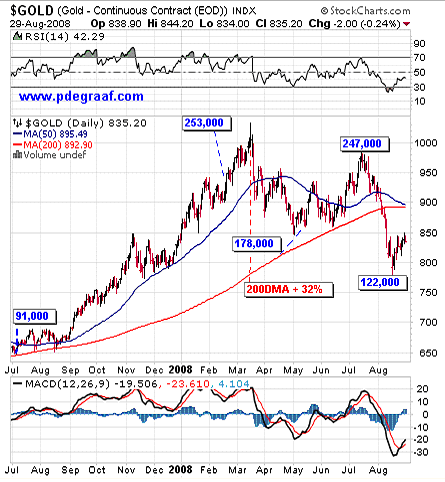 $GOLD (Gold - Continuous Contract (EOD)) INDX © StockCharts.com
29-Aug-2008 Op 838.90 Hi 844.20 Lo 834.00 Cl 835.20 Chg -2.00 (-0.24%)
RSI(14) 42.29
90
70
50
30
10
www.pdegraaf.com
$GOLD (Daily) 835.20
MA(50) 895.49
MA(200) 892.90
Volume undef
253,000
247,000
1000
950
900
850
800
750
700
650
178,000
200DMA + 32%
122,000
91,000
Jul Aug Sep Oct Nov Dec 2008 Feb Mar Apr May Jun Jul Aug
MACD(12,26,9) -19.506, -23.610, 4.104
20
10
0
-10
-20
-30
Jul Aug Sep Oct Nov Dec 2008 Feb Mar Apr May Jun Jul Aug